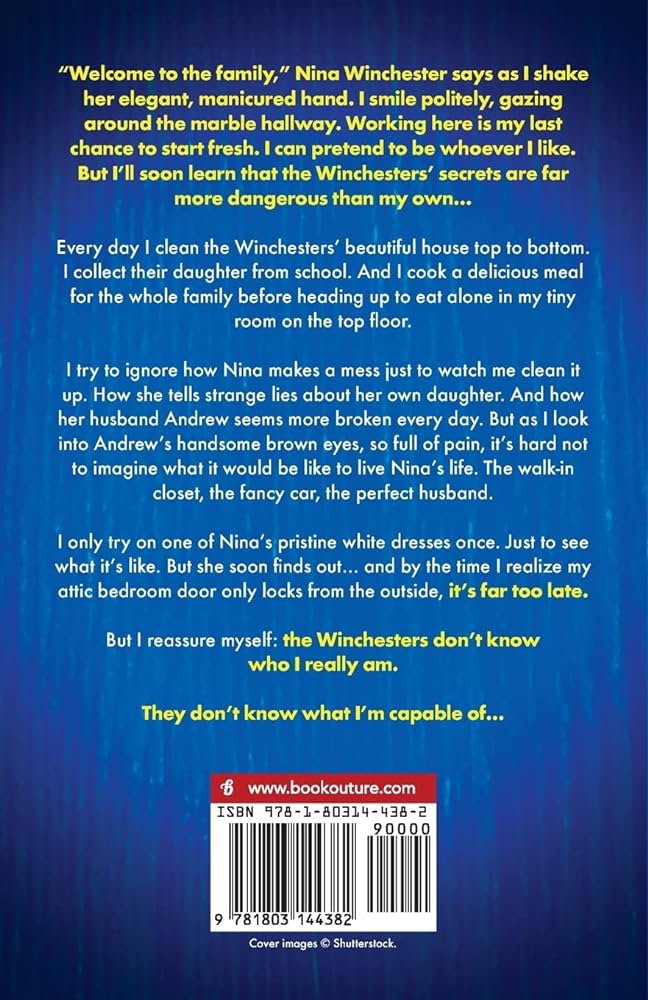 “Welcome to the family,” Nina Winchester says as I shake
her elegant, manicured hand. I smile politely, gazing
around the marble hallway. Working here is my last
chance to start fresh. I can pretend to be whoever I like.
But I’ll soon learn that the Winchesters’ secrets are far
more dangerous than my own…
Every day I clean the Winchesters’ beautiful house top to bottom.
I collect their daughter from school. And I cook a delicious meal
for the whole family before heading up to eat alone in my tiny
room on the top floor.
I try to ignore how Nina makes a mess just to watch me clean it
up. How she tells strange lies about her own daughter. And how
her husband Andrew seems more broken every day. But as I look
into Andrew’s handsome brown eyes, so full of pain, it’s hard not
to imagine what it would be like to live Nina’s life. The walk-in
closet, the fancy car, the perfect husband.
I only try on one of Nina’s pristine white dresses once. Just to see
what it’s like. But she soon finds out… and by the time I realize my
attic bedroom door only locks from the outside, it’s far too late.
But I reassure myself: the Winchesters don’t know
who I really am.
They don’t know what I’m capable of…
b www.bookouture.com
ISBN 978-1-80314-438-2
90000
9 781803 144382
Cover images © Shutterstock.